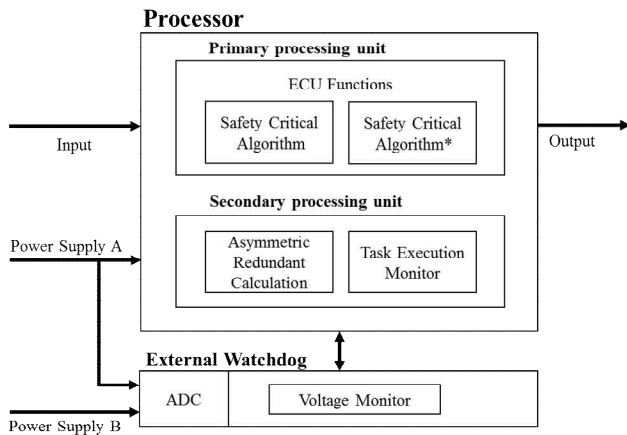 Processor
Primary processing unit
ECU Functions
Safety Critical
Algorithm
Safety Critical
Algorithm*
Input
Output
Secondary processing unit
Power Supply A
Asymmetric
Redundant
Calculation
Task Execution
Monitor
External Watchdog
ADC
Voltage Monitor
Power Supply B